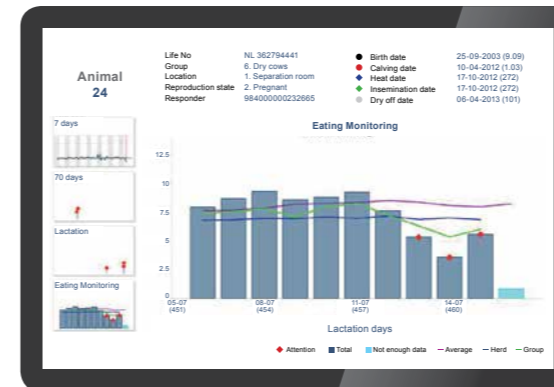 Animal
24
Life No NL 362794441
Group 6. Dry cows
Location 1. Separation room
Reproduction state 2. Pregnant
Responder 984000000232665
Birth date 25-09-2003 (9.09)
Calving date 10-04-2012 (1.03)
Heat date 17-10-2012 (272)
Insemination date 17-10-2012 (272)
Dry off date 06-04-2013 (101)
7 days
70 days
Lactation
Eating Monitoring
Eating Monitoring
12.5
10
7.5
5
2.5
0
05-07 08-07 11-07 14-07
(451) (454) (457) (460)
Lactation days
Attention Total Not enough data Average Herd Group